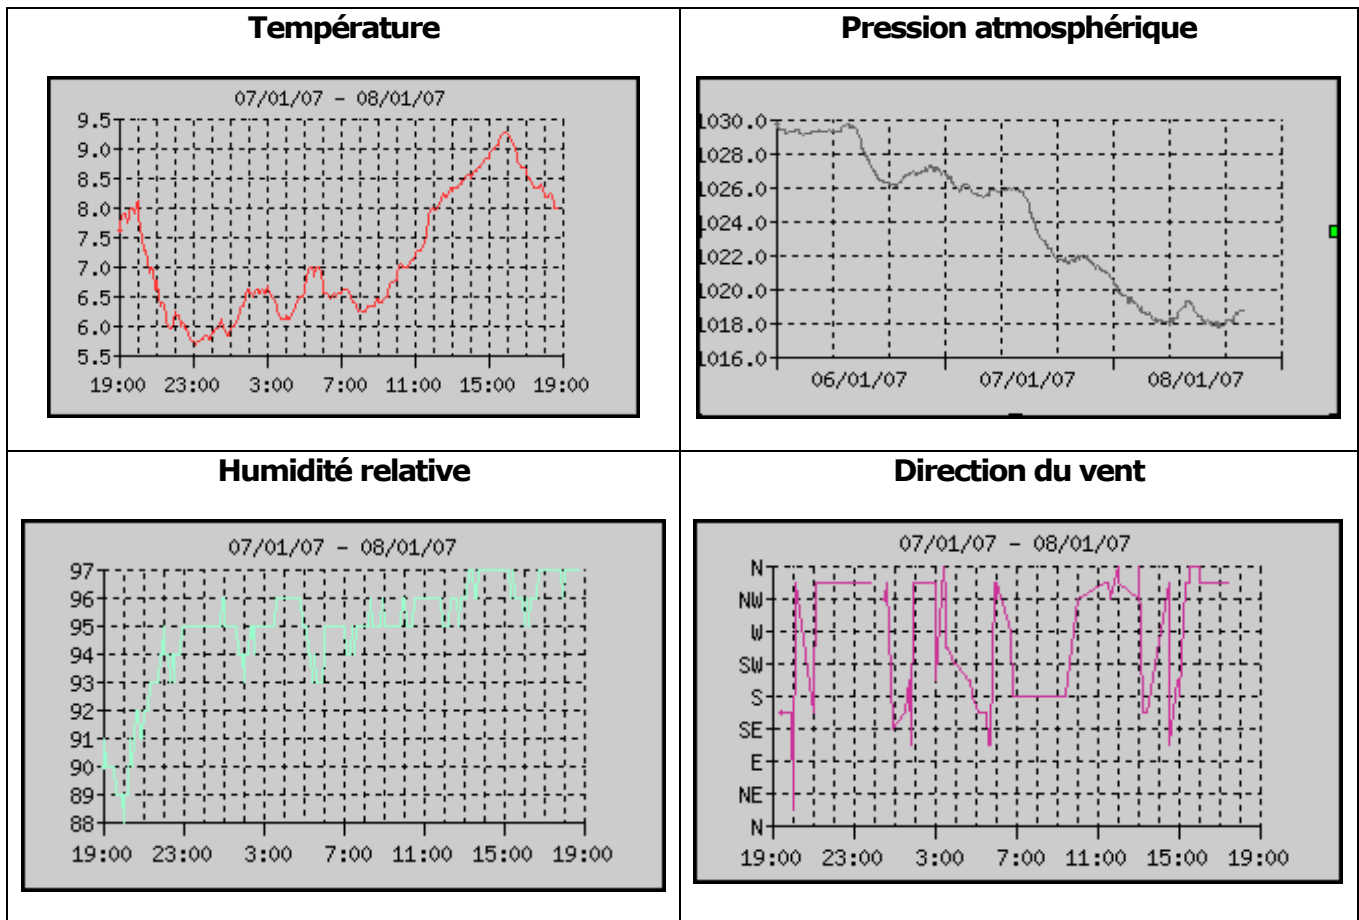 Température
07/01/07 - 08/01/07
9.5
9.0
8.5
8.0
7.5
7.0
6.5
6.0
5.5
19:00 23:00 3:00 7:00 11:00 15:00 19:00
Pression atmosphérique
1030.0
1028.0
1026.0
1024.0
1022.0
1020.0
1018.0
1016.0
06/01/07 07/01/07 08/01/07
Humidité relative
07/01/07 - 08/01/07
97
96
95
94
93
92
91
90
89
88
19:00 23:00 3:00 7:00 11:00 15:00 19:00
Direction du vent
07/01/07 - 08/01/07
N
NW
W
SW
S
SE
E
NE
N
19:00 23:00 3:00 7:00 11:00 15:00 19:00